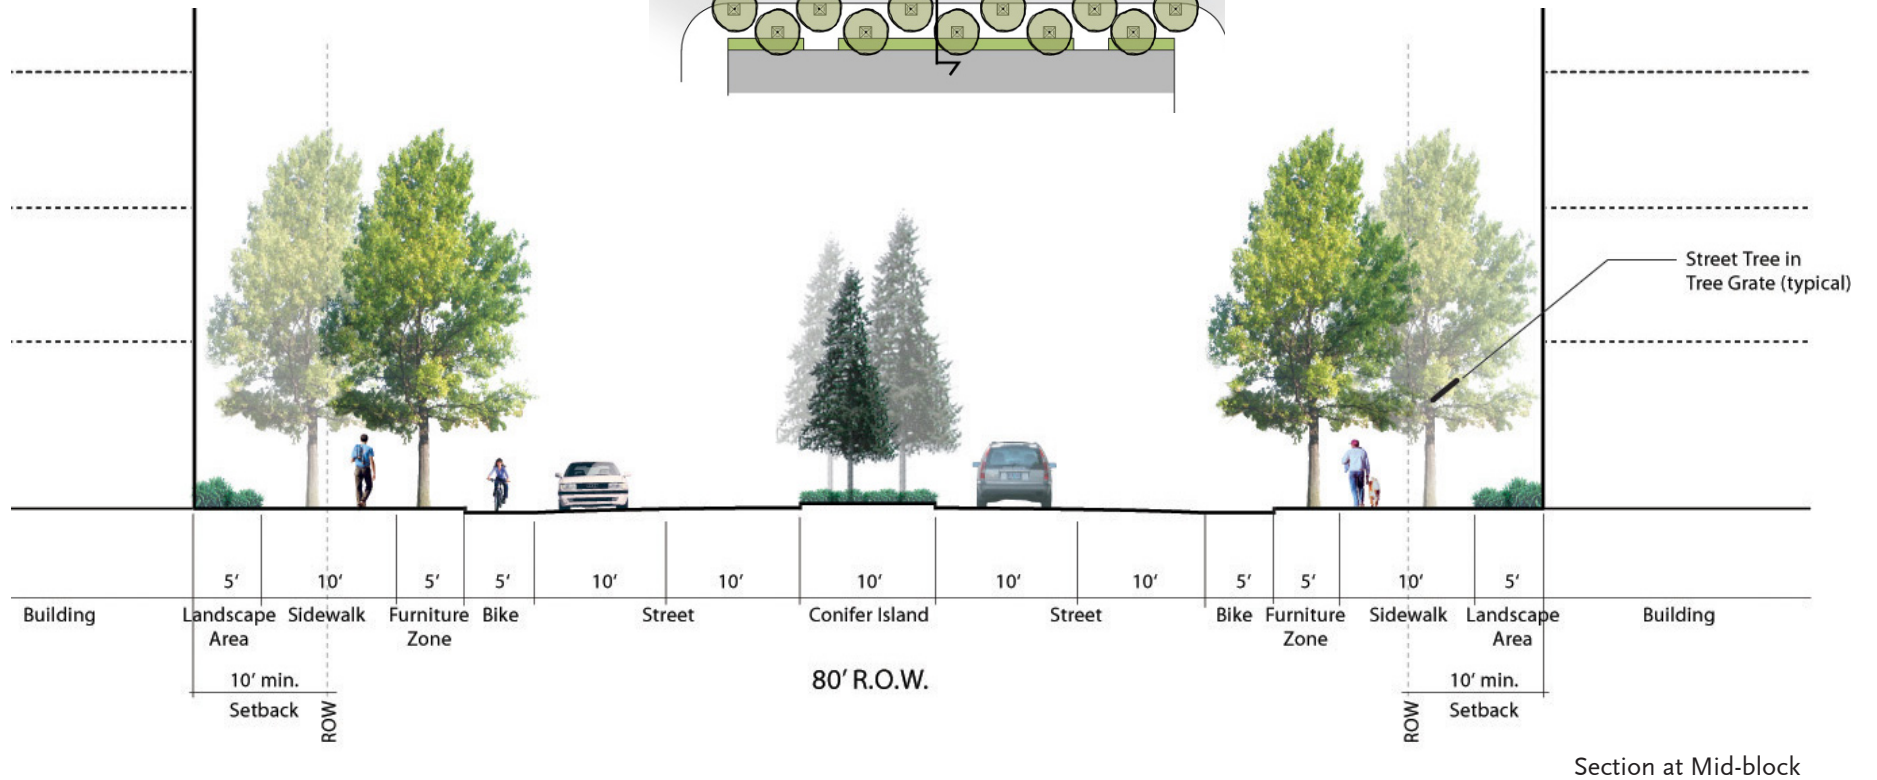 Street Tree in
Tree Grate (typical)
5′ 10′ 5′ 5′ 10′ 10′ 10′ 10′ 10′ 5′ 5′ 10′ 5′
Building Landscape Sidewalk Furniture Bike Street Conifer Island Street Bike Furniture Sidewalk Landscape Building
Area Zone Zone Area
10′ min. 80′ R.O.W. 10′ min.
Setback ROW ROW Setback
Section at Mid-block